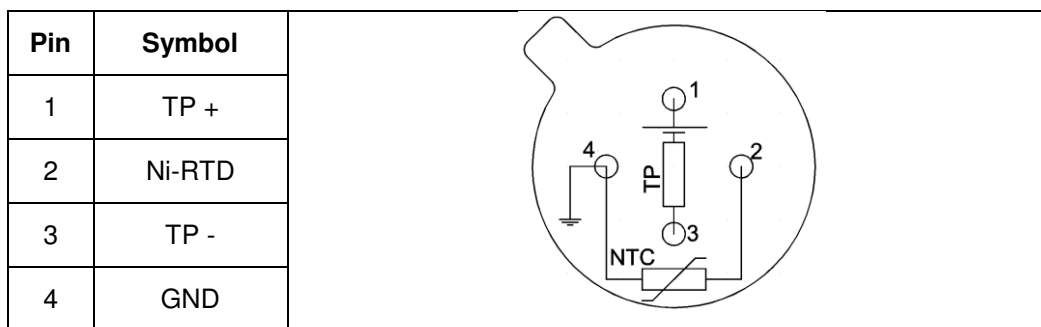 Pin Symbol
1 TP +
2 Ni-RTD
3 TP -
4 GND
1
4
2
TP
3
NTC